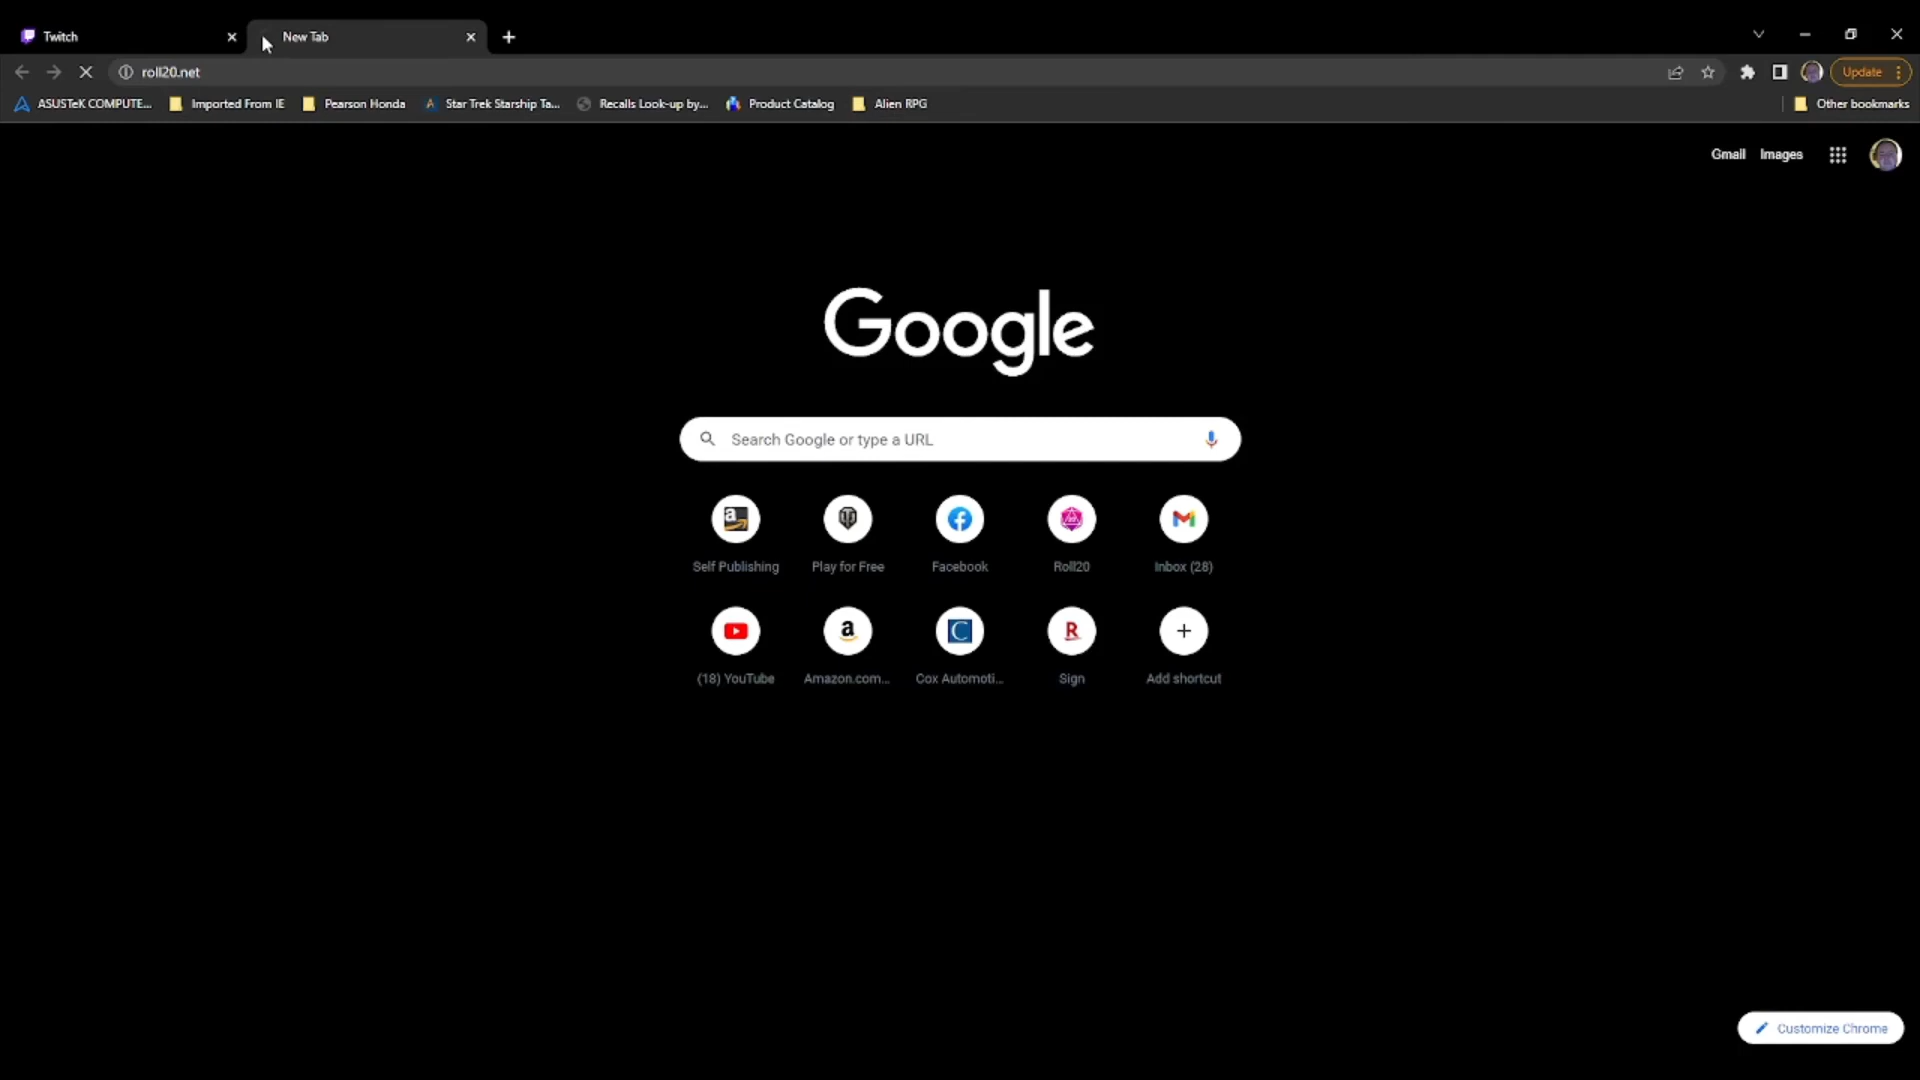 Twitch
New Tab
roll20.net
Update
ASUSTeK COMPUTE...
Imported From IE
Pearson Honda
Star Trek Starship Ta...
Recalls Look-up by...
Product Catalog
Alien RPG
Other bookmarks
Gmail
Images
Google
Search Google or type a URL
Self Publishing
Play for Free
Facebook
Roll20
Inbox (28)
(18) YouTube
Amazon.com...
Cox Automoti...
Sign
Add shortcut
Customize Chrome